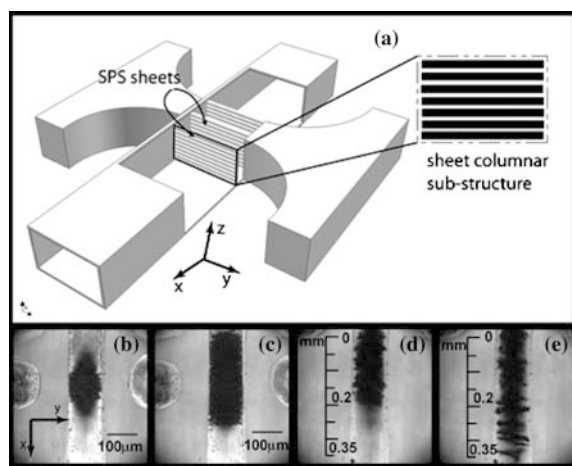 (a)
SPS sheets
sheet columnar
sub-structure
z
x
y
(b)
y
x
100μm
(c)
100μm
(d)
0
mm
0.2
0.35
(e)
0
mm
0.2
0.35